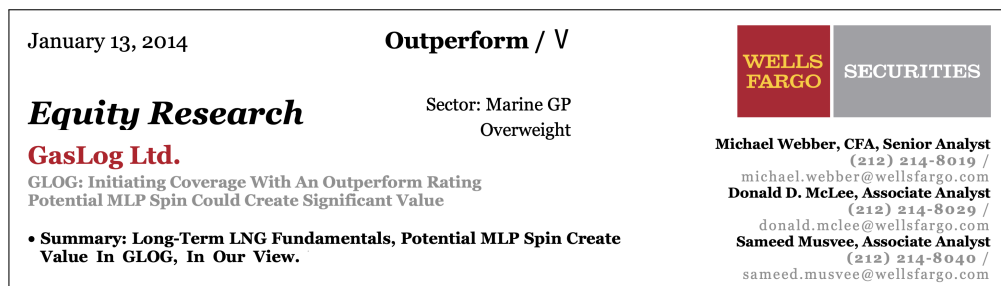 January 13, 2014
Outperform / V
WELLS
FARGO
SECURITIES
Equity Research
Sector: Marine GP
Overweight
GasLog Ltd.
GLOG: Initiating Coverage With An Outperform Rating
Potential MLP Spin Could Create Significant Value
• Summary: Long-Term LNG Fundamentals, Potential MLP Spin Create
Value In GLOG, In Our View.
Michael Webber, CFA, Senior Analyst
(212) 214-8019 /
michael.webber@wellsfargo.com
Donald D. McLee, Associate Analyst
(212) 214-8029 /
donald.mclee@wellsfargo.com
Sameed Musvee, Associate Analyst
(212) 214-8040 /
sameed.musvee@wellsfargo.com